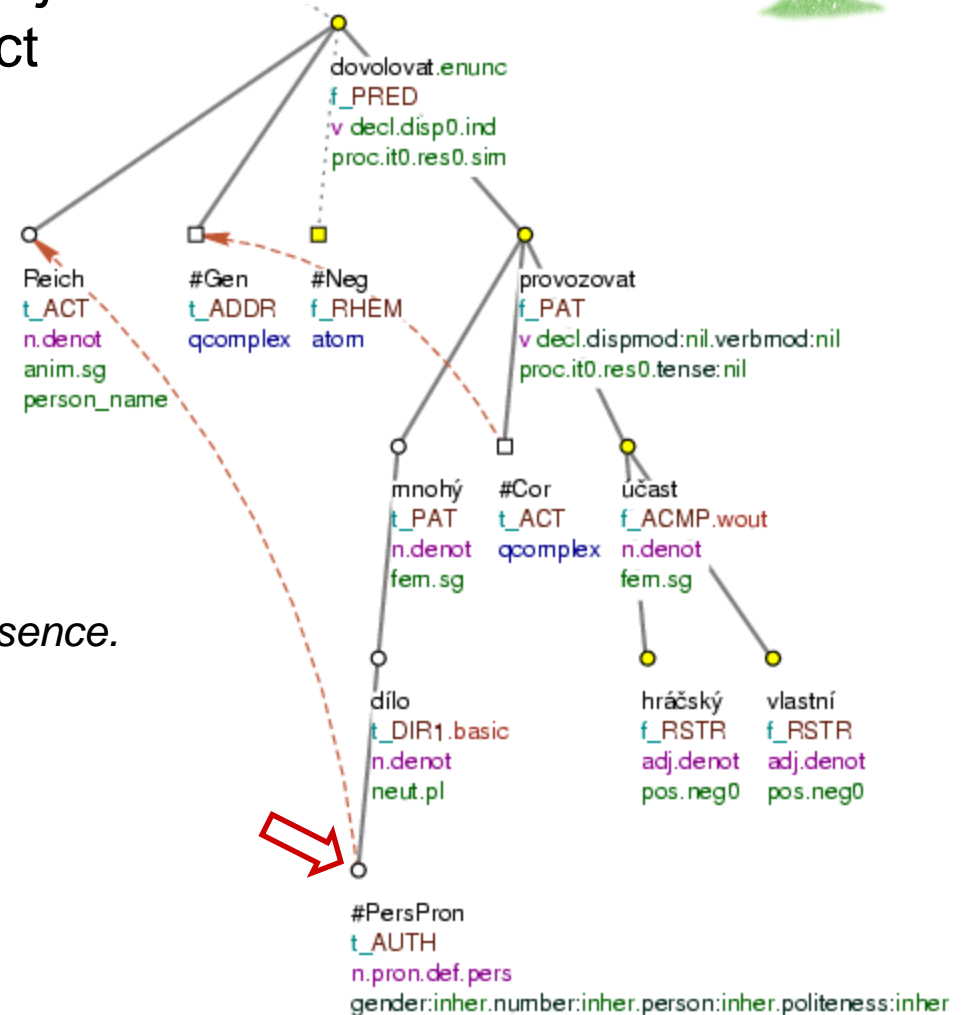 ct
dovolovat.enunc
f_PRED
v decl.disp0.ind
proc.it0.res0.sim
Reich
t_ACT
n.denot
anim.sg
person_name
#Gen
t_ADDR
qcomplex
#Neg
f_RHEM
atom
provozovat
f_PAT
v decl.dispmod:nil.verbmod:nil
proc.it0.res0.tense:nil
mnohý
t_PAT
n.denot
fem.sg
#Cor
t_ACT
qcomplex
účast
f_ACMP.wout
n.denot
fem.sg
sence.
dílo
t_DIR1.basic
n.denot
neut.pl
hráčský
f_RSTR
adj.denot
pos.neg0
vlastní
f_RSTR
adj.denot
pos.neg0
#PersPron
t_AUTH
n.pron.def.pers
gender:inher.number:inher.person:inher.politeness:inher